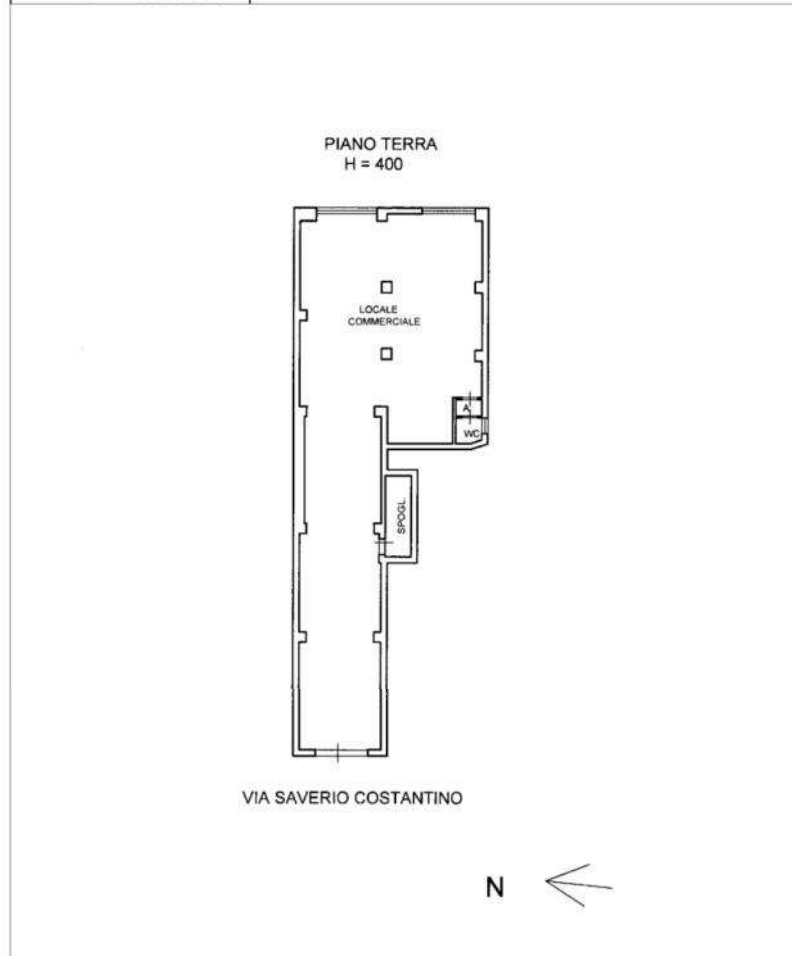 PIANO TERRA
H = 400
LOCALE
COMMERCIALE
A
WC
SPOGL.
VIA SAVERIO COSTANTINO
N